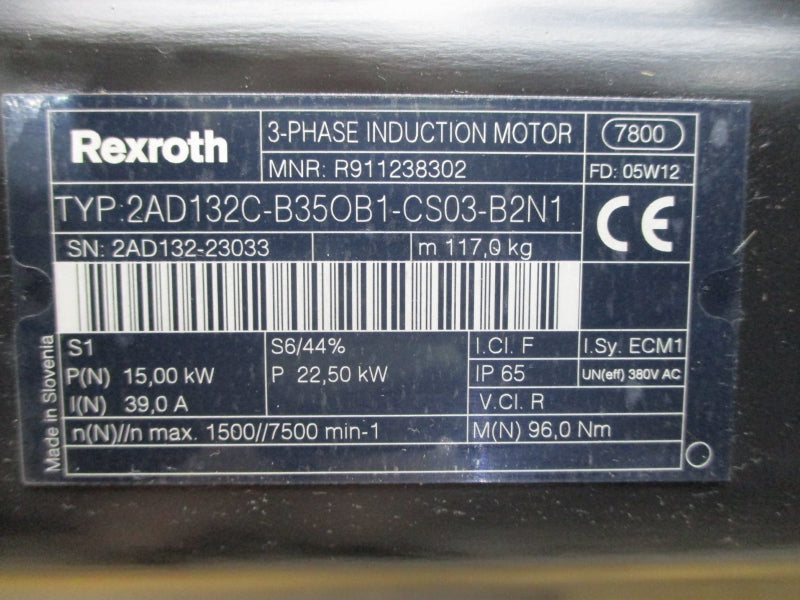 Rexroth
3-PHASE INDUCTION MOTOR
7800
MNR: R911238302
FD: 05W12
TYP:2AD132C-B35OB1-CS03-B2N1
CE
SN: 2AD132-23033
m 117,0 kg
S1
S6/44%
I.Cl. F
I.Sy. ECM1
P(N) 15,00 kW
P 22,50 kW
IP 65
UN(eff) 380V AC
I(N) 39,0 A
V.Cl. R
n(N)//n max. 1500//7500 min-1
M(N) 96,0 Nm
Made in Slovenia